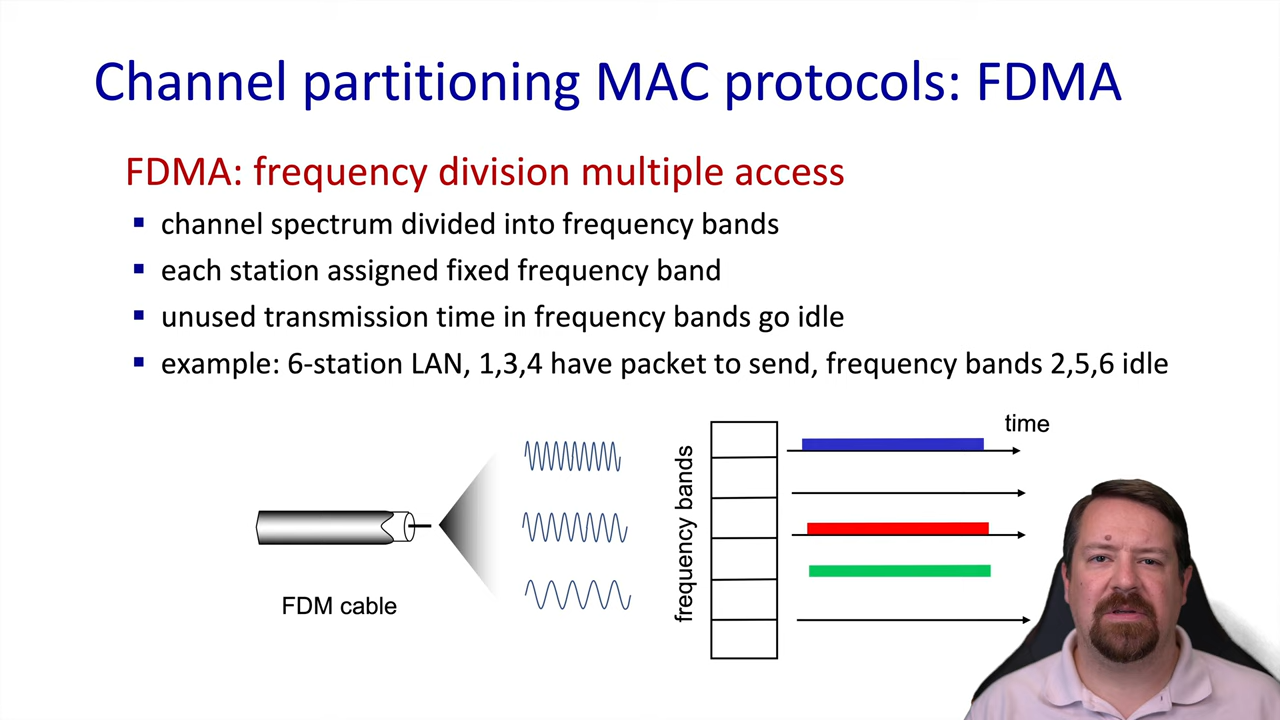 Channel partitioning MAC protocols: FDMA
FDMA: frequency division multiple access
channel spectrum divided into frequency bands
each station assigned fixed frequency band
unused transmission time in frequency bands go idle
example: 6-station LAN, 1,3,4 have packet to send, frequency bands 2,5,6 idle
time
frequency bands
FDM cable